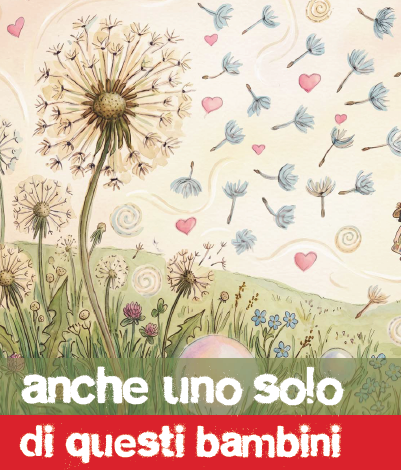 anche uno solo
di questi bambini